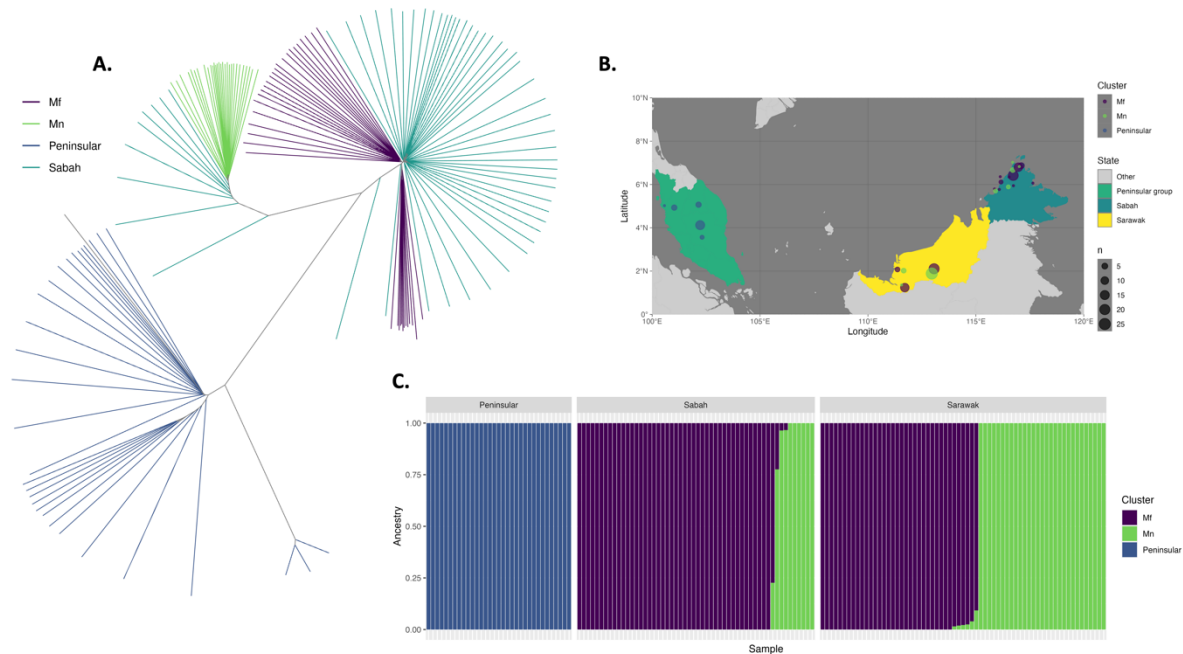 A.
Mf
Mn
Peninsular
Sabah
B.
10°N
8°N
6°N
4°N
2°N
0°
Latitude
100°E
105°E
110°E
115°E
120°E
Longitude
Cluster
Mf
Mn
Peninsular
State
Other
Peninsular group
Sabah
Sarawak
n
5
10
15
20
25
C.
Peninsular
Sabah
Sarawak
1.00
0.75
0.50
0.25
0.00
Ancestry
Sample
Cluster
Mf
Mn
Peninsular